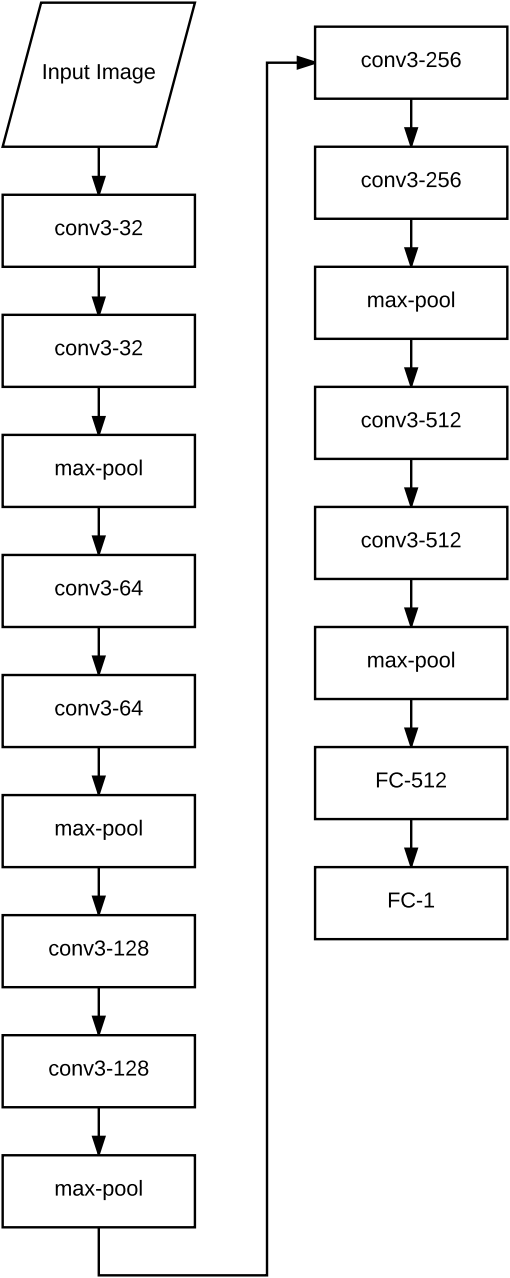 Input Image
conv3-32
conv3-32
max-pool
conv3-64
conv3-64
max-pool
conv3-128
conv3-128
max-pool
conv3-256
conv3-256
max-pool
conv3-512
conv3-512
max-pool
FC-512
FC-1